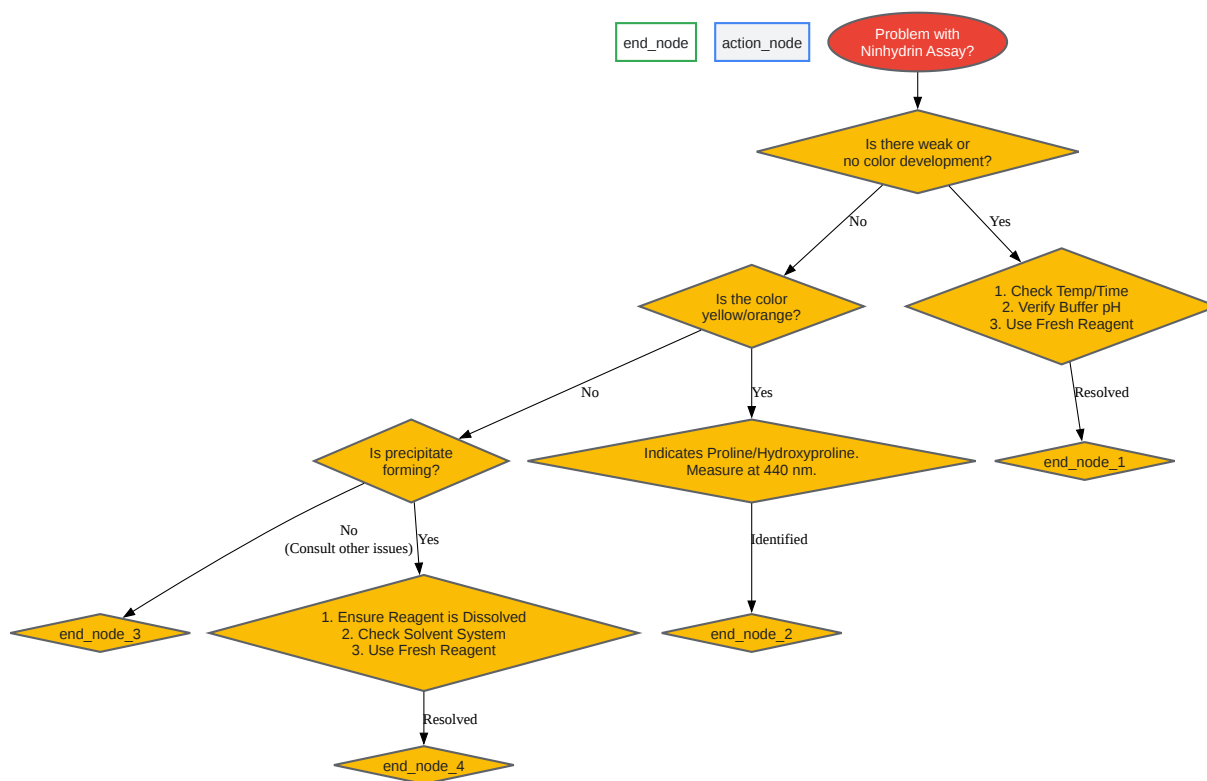 end_node
action_node
Problem with
Ninhydrin Assay?
Is there weak or
no color development?
No
Yes
Is the color
yellow/orange?
1. Check Temp/Time
2. Verify Buffer pH
3. Use Fresh Reagent
No
Yes
Resolved
Is precipitate
forming?
Indicates Proline/Hydroxyproline.
Measure at 440 nm.
end_node_1
No
(Consult other issues)
Yes
Identified
end_node_3
1. Ensure Reagent is Dissolved
2. Check Solvent System
3. Use Fresh Reagent
end_node_2
Resolved
end_node_4